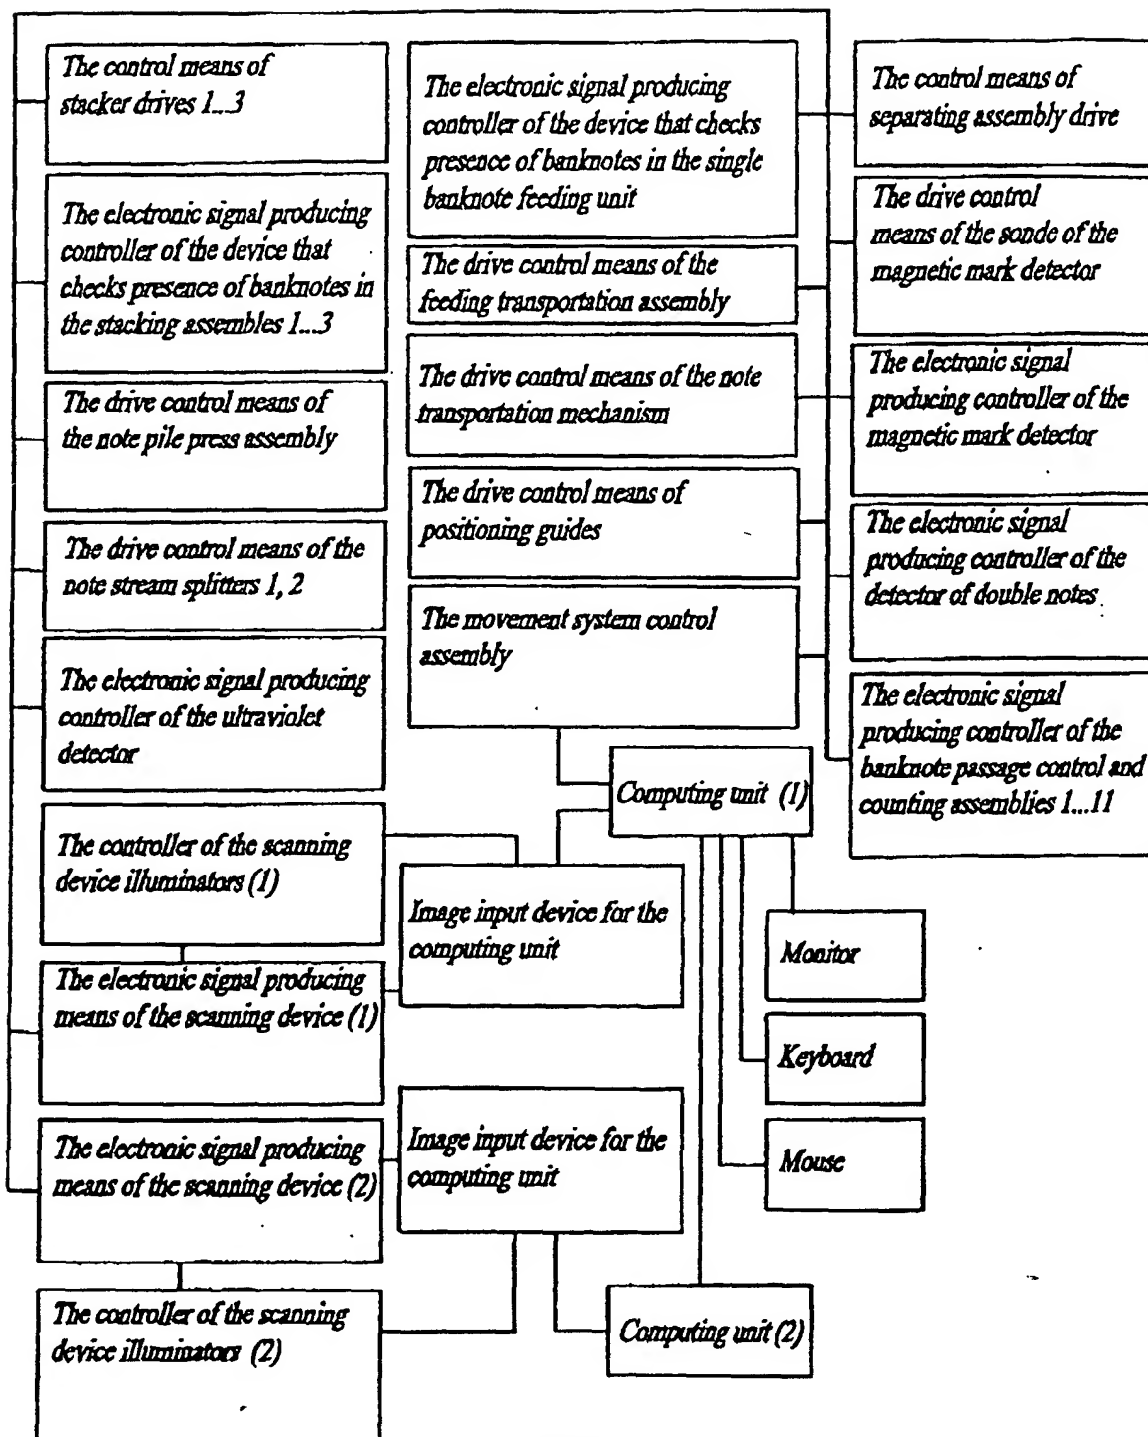 The control means of
stacker drives 1...3
The electronic signal producing
controller of the device that
checks presence of banknotes in
the stacking assembles 1...3
The drive control means of
the note pile press assembly
The drive control means of the
note stream splitters 1, 2
The electronic signal producing
controller of the ultraviolet
detector
The controller of the scanning
device illuminators (1)
The electronic signal producing
means of the scanning device (1)
The electronic signal producing
means of the scanning device (2)
The controller of the scanning
device illuminators (2)
The electronic signal producing
controller of the device that checks
presence of banknotes in the single
banknote feeding unit
The drive control means of the
feeding transportation assembly
The drive control means of the note
transportation mechanism
The drive control means of
positioning guides
The movement system control
assembly
Computing unit (1)
Image input device for the
computing unit
Image input device for the
computing unit
Computing unit (2)
The control means of
separating assembly drive
The drive control
means of the sonde of the
magnetic mark detector
The electronic signal
producing controller of the
magnetic mark detector
The electronic signal
producing controller of the
detector of double notes
The electronic signal
producing controller of the
banknote passage control and
counting assemblies 1...11
Monitor
Keyboard
Mouse